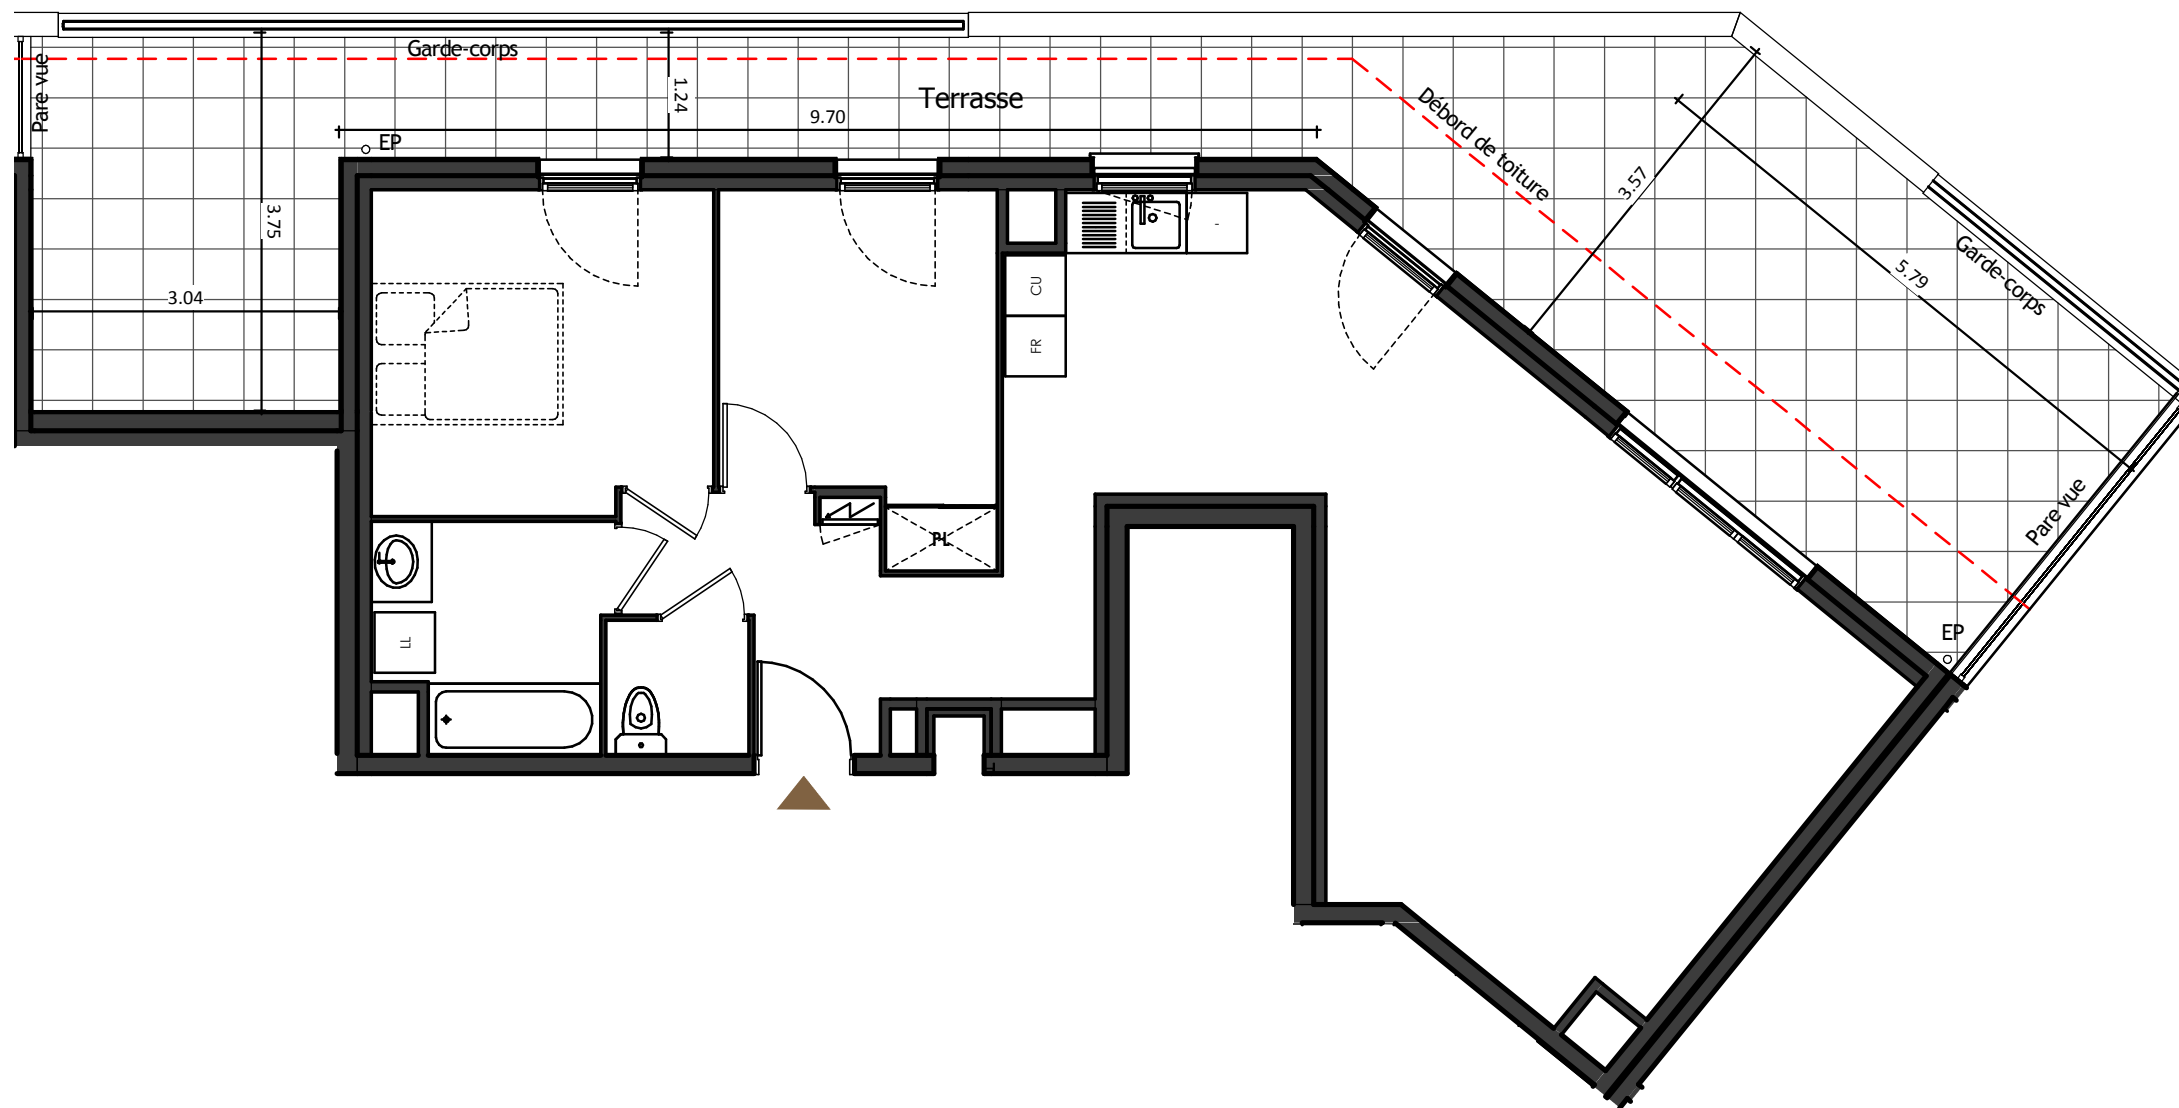 Garde-corps
Pare vue
1.24
Terrasse
9.70
EP
Débord de toiture
3.57
3.75
3.04
5.79
Garde-corps
CU
FR
PL
Pare vue
LL
EP